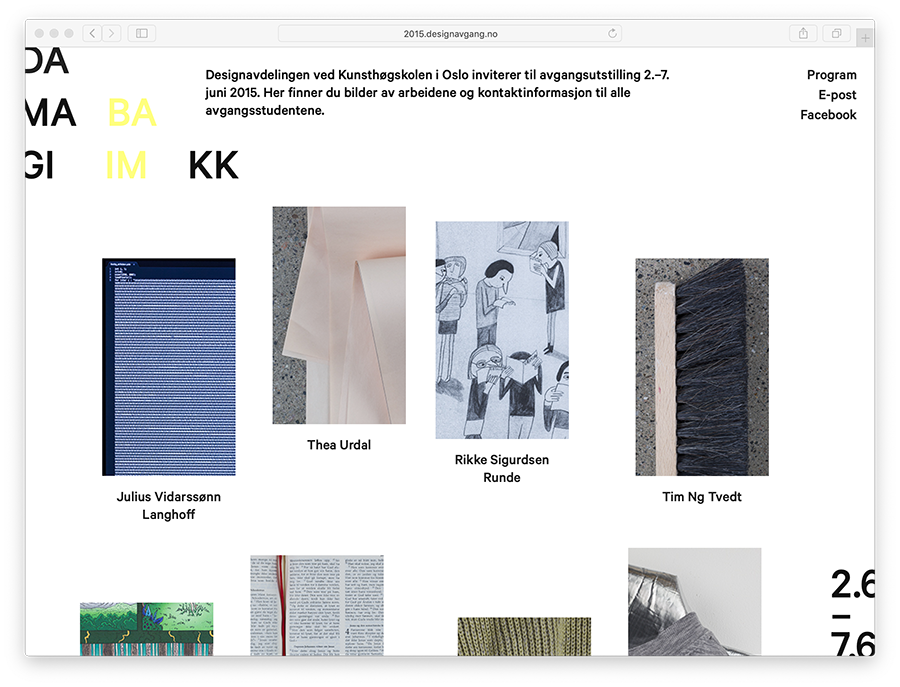 2015.designavgang.no
DA
MA BA
GI IM KK
Designavdelingen ved Kunsthøgskolen i Oslo inviterer til avgangsutstilling 2.–7.
juni 2015. Her finner du bilder av arbeidene og kontaktinformasjon til alle
avgangsstudentene.
Program
E-post
Facebook
Thea Urdal
Rikke Sigurdsen
Runde
Julius Vidarssønn
Langhoff
Tim Ng Tvedt
2.6
–
7.6